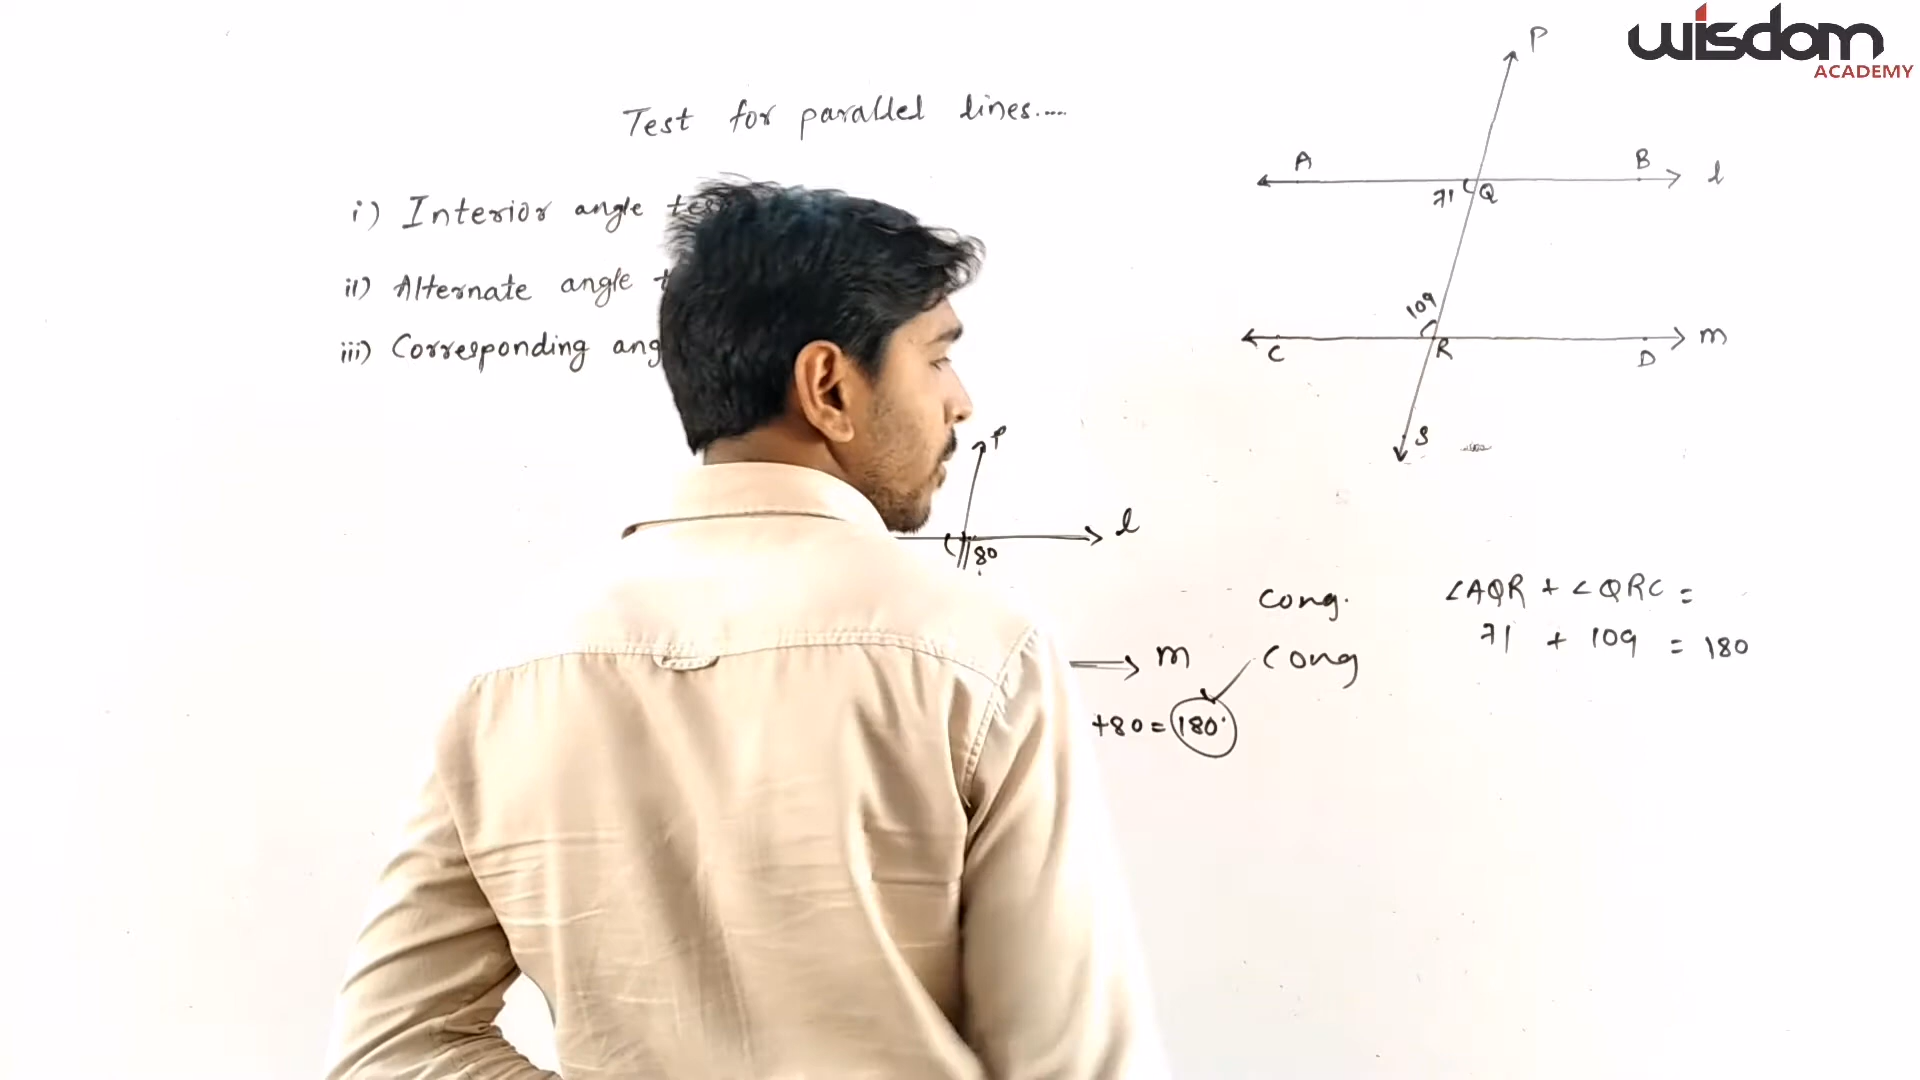 wisdom
ACADEMY
Test for parallel lines.....
i) Interior angle
ii) Alternate angle
iii) Corresponding
P
A
B
l
71
Q
109
C
R
D
m
S
P
l
80
m
+80=180°
Cong.
Cong
∠AQR + ∠QRC =
71 + 109 = 180